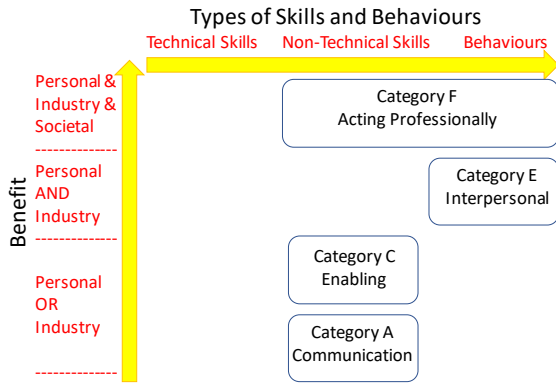 Types of Skills and Behaviours
Technical Skills Non-Technical Skills Behaviours
Benefit
Personal &
Industry &
Societal
---------------
Personal
AND
Industry
---------------
Personal
OR
Industry
---------------
Category F
Acting Professionally
Category E
Interpersonal
Category C
Enabling
Category A
Communication